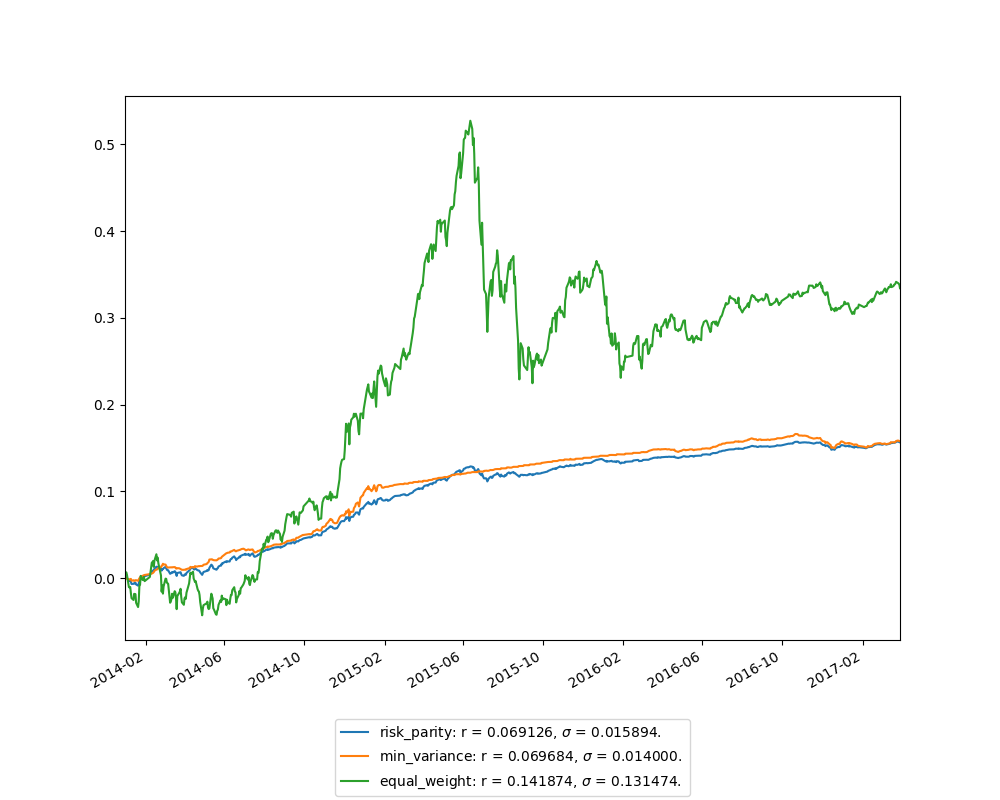 0.5
0.4
0.3
0.2
0.1
0.0
2014-02 2014-06 2014-10 2015-02 2015-06 2015-10 2016-02 2016-06 2016-10 2017-02
risk_parity: r = 0.069126, σ = 0.015894.
min_variance: r = 0.069684, σ = 0.014000.
equal_weight: r = 0.141874, σ = 0.131474.